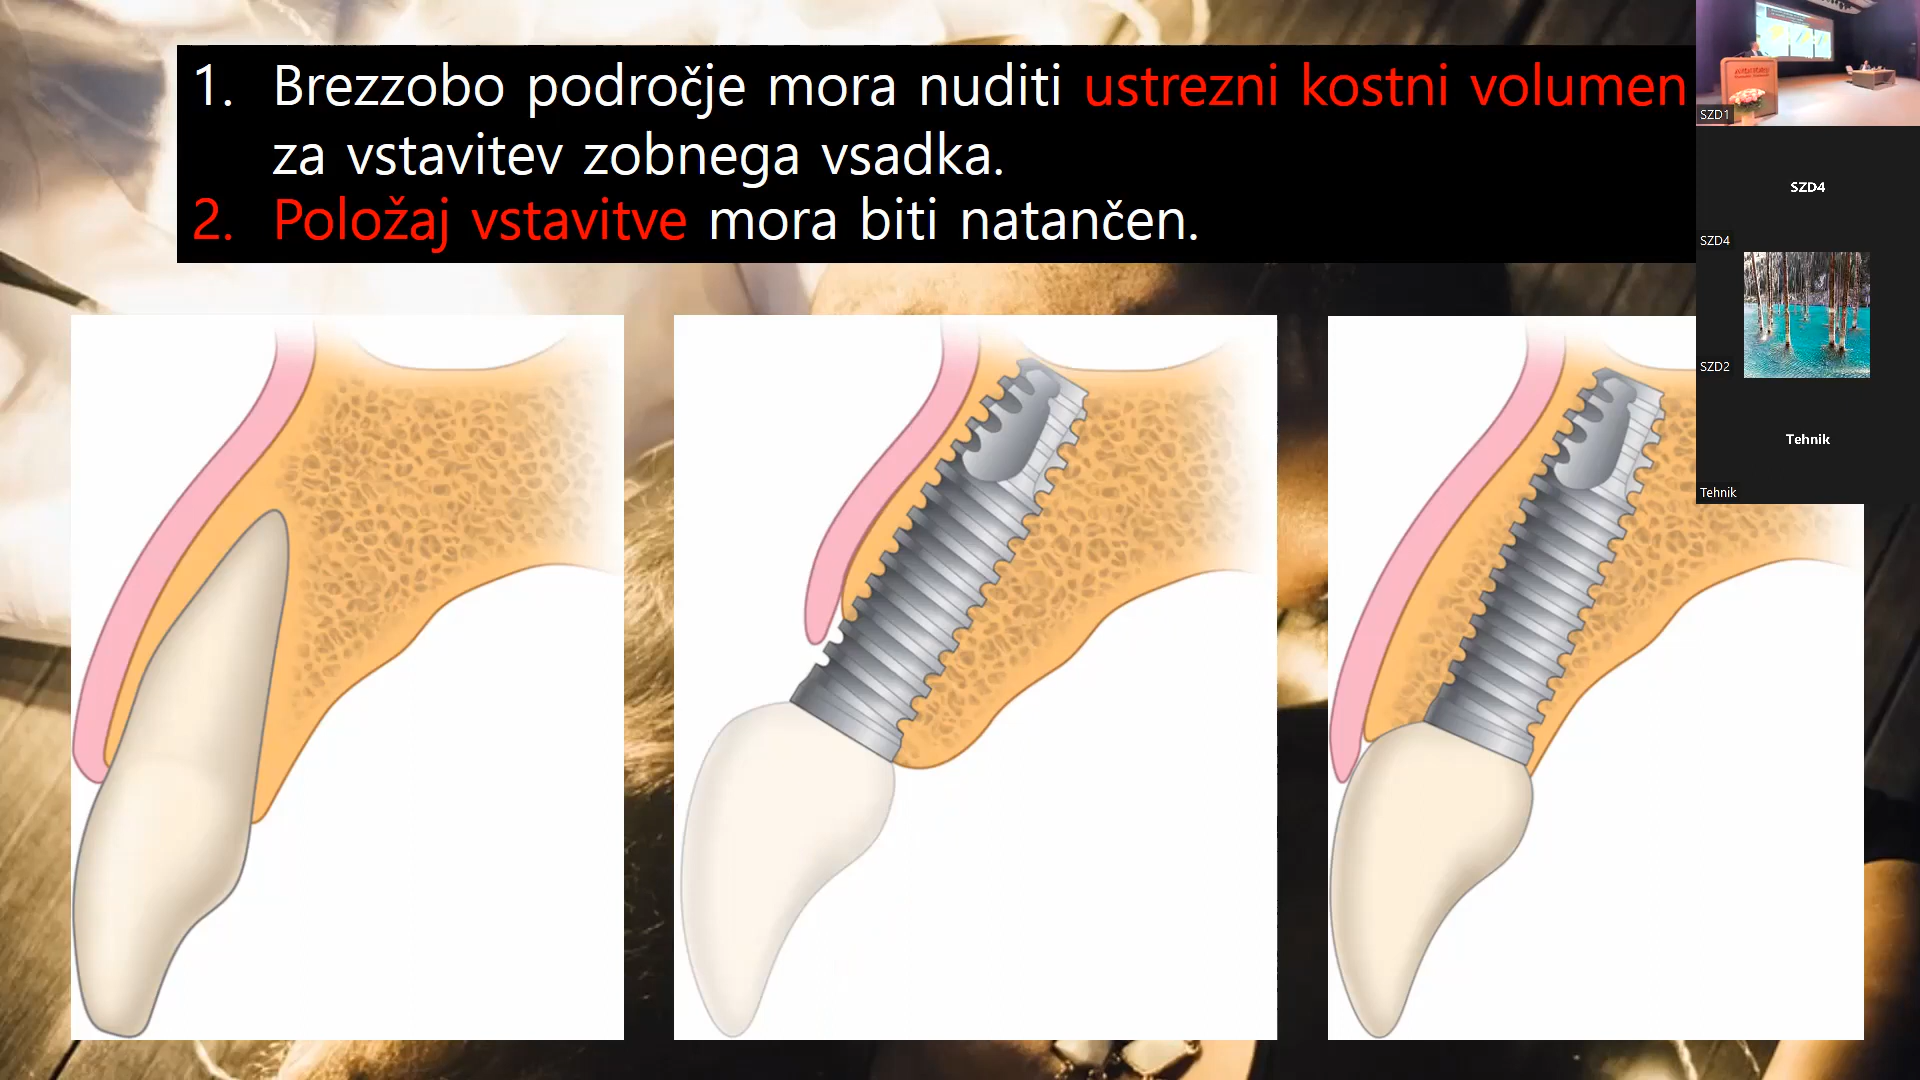 1. Brezzobo področje mora nuditi ustrezni kostni volumen
za vstavitev zobnega vsadka.
2. Položaj vstavitve mora biti natančen.
SZD1
SZD4
SZD4
SZD2
Tehnik
Tehnik